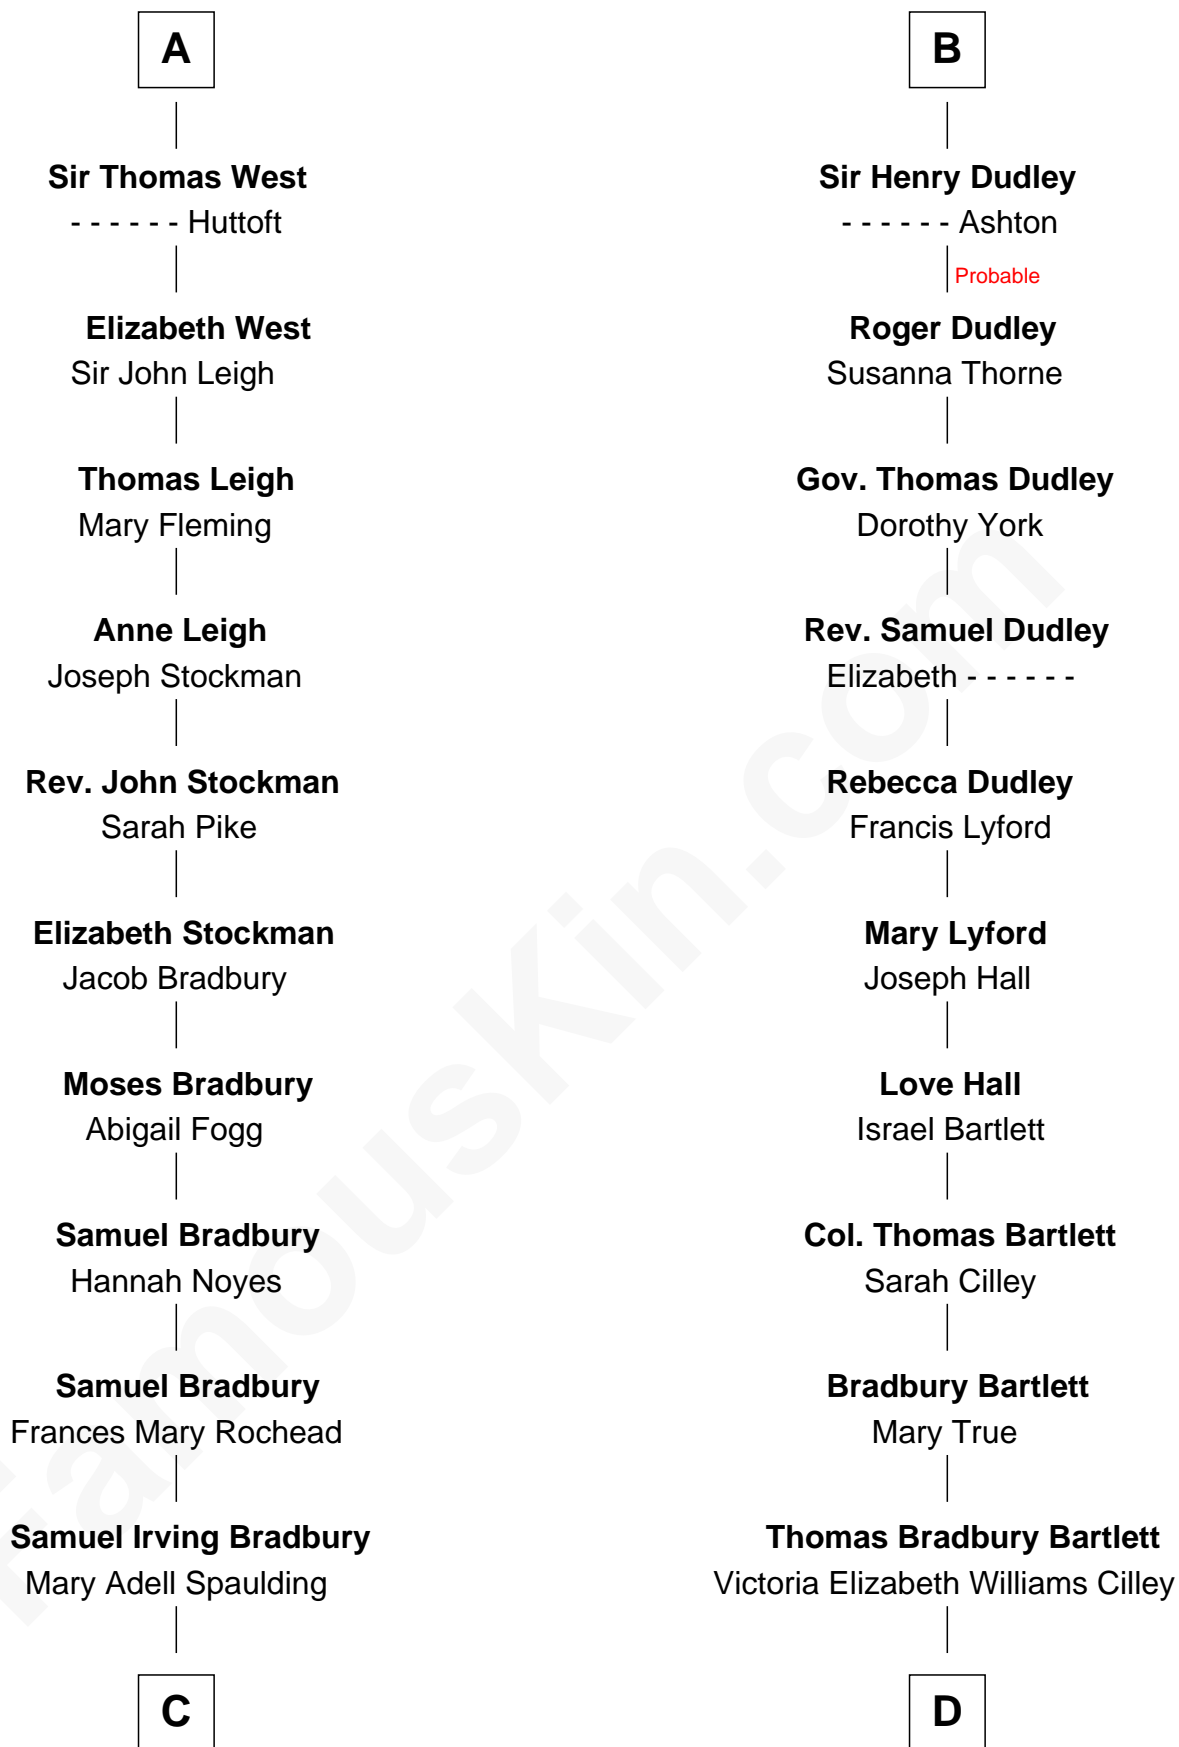 A
Sir Thomas West
- - - - - - Huttoft
Elizabeth West
Sir John Leigh
Thomas Leigh
Mary Fleming
Anne Leigh
Joseph Stockman
Rev. John Stockman
Sarah Pike
Elizabeth Stockman
Jacob Bradbury
Moses Bradbury
Abigail Fogg
Samuel Bradbury
Hannah Noyes
Samuel Bradbury
Frances Mary Rochead
Samuel Irving Bradbury
Mary Adell Spaulding
C
B
Sir Henry Dudley
- - - - - - Ashton
Probable
Roger Dudley
Susanna Thorne
Gov. Thomas Dudley
Dorothy York
Rev. Samuel Dudley
Elizabeth - - - - - -
Rebecca Dudley
Francis Lyford
Mary Lyford
Joseph Hall
Love Hall
Israel Bartlett
Col. Thomas Bartlett
Sarah Cilley
Bradbury Bartlett
Mary True
Thomas Bradbury Bartlett
Victoria Elizabeth Williams Cilley
D
FamousKin.com